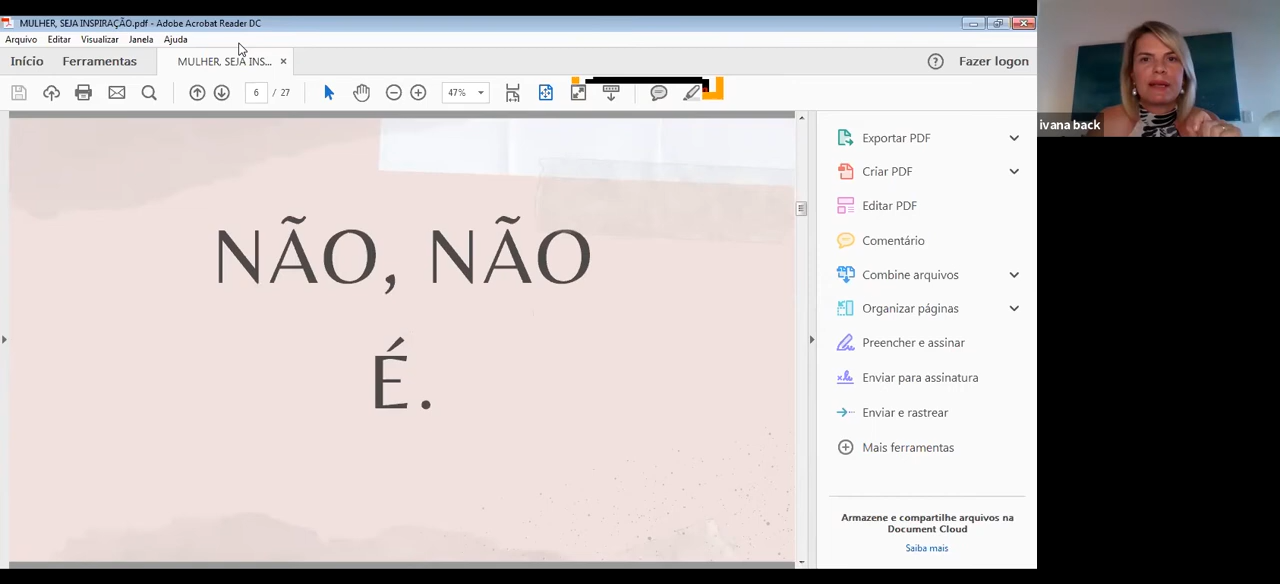 MULHER, SEJA INSPIRAÇÃO.pdf - Adobe Acrobat Reader DC
Arquivo Editar Visualizar Janela Ajuda
Início Ferramentas MULHER, SEJA INS... × Fazer logon
6 / 27 47%
NÃO, NÃO
É.
Exportar PDF
Criar PDF
Editar PDF
Comentário
Combine arquivos
Organizar páginas
Preencher e assinar
Enviar para assinatura
Enviar e rastrear
Mais ferramentas
Armazene e compartilhe arquivos na
Document Cloud
Saiba mais
ivana back